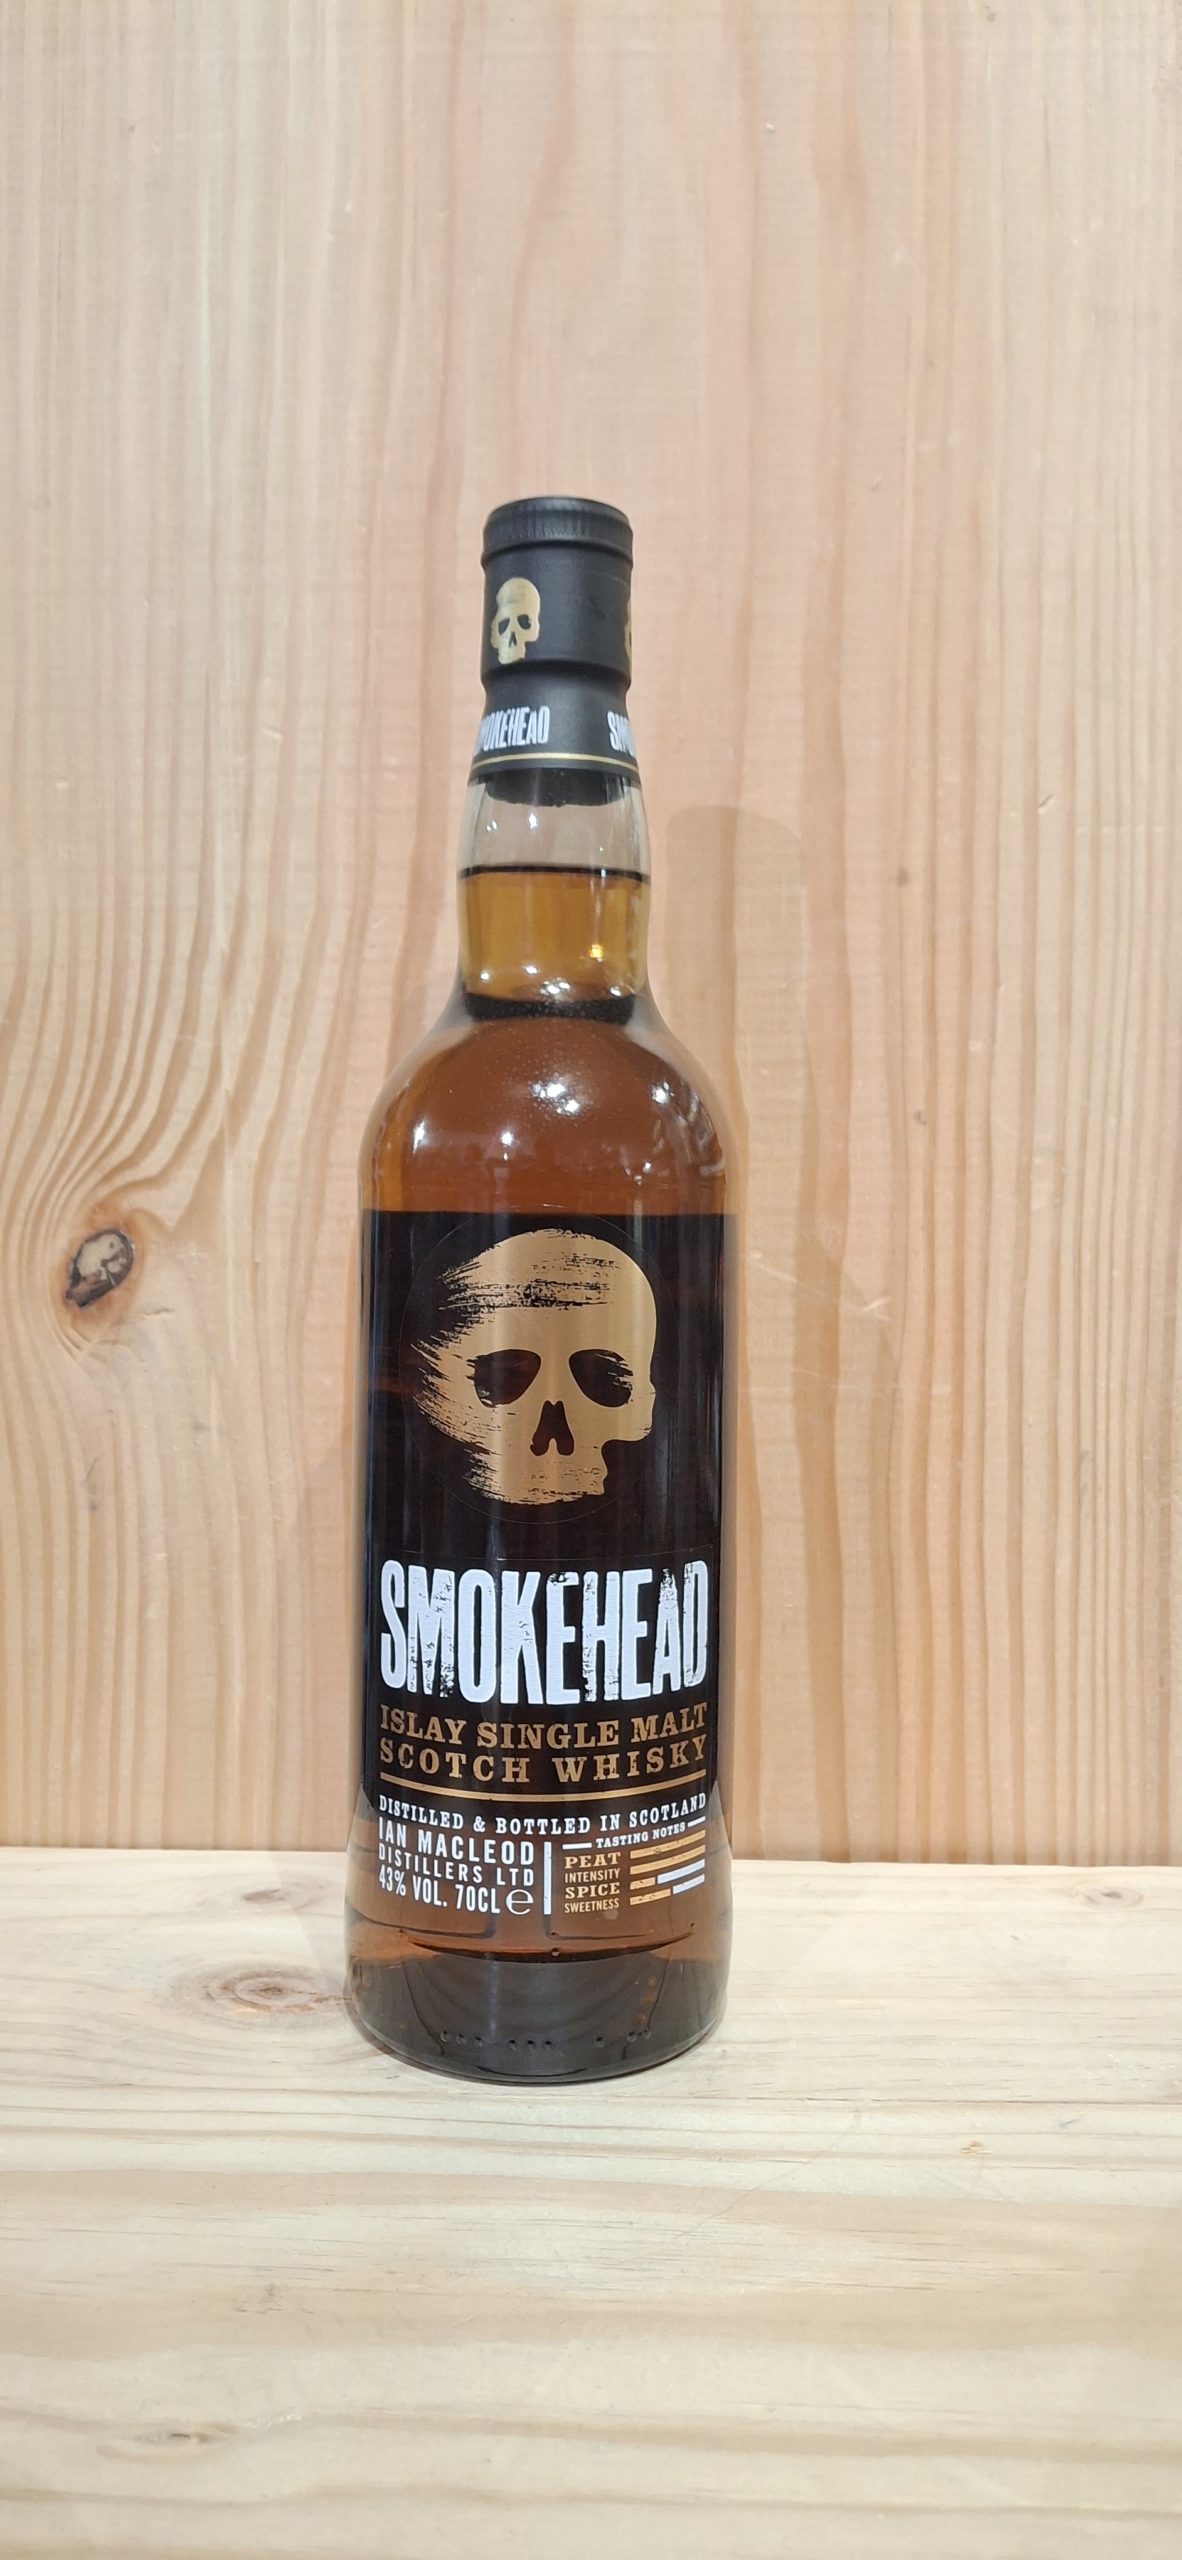 SMOKEHEAD
SMOKEHEAD
ISLAY SINGLE MALT
SCOTCH WHISKY
DISTILLED & BOTTLED IN SCOTLAND
IAN MACLEOD
DISTILLERS LTD
43% VOL. 70CL e
TASTING NOTES
PEAT
INTENSITY
SPICE
SWEETNESS